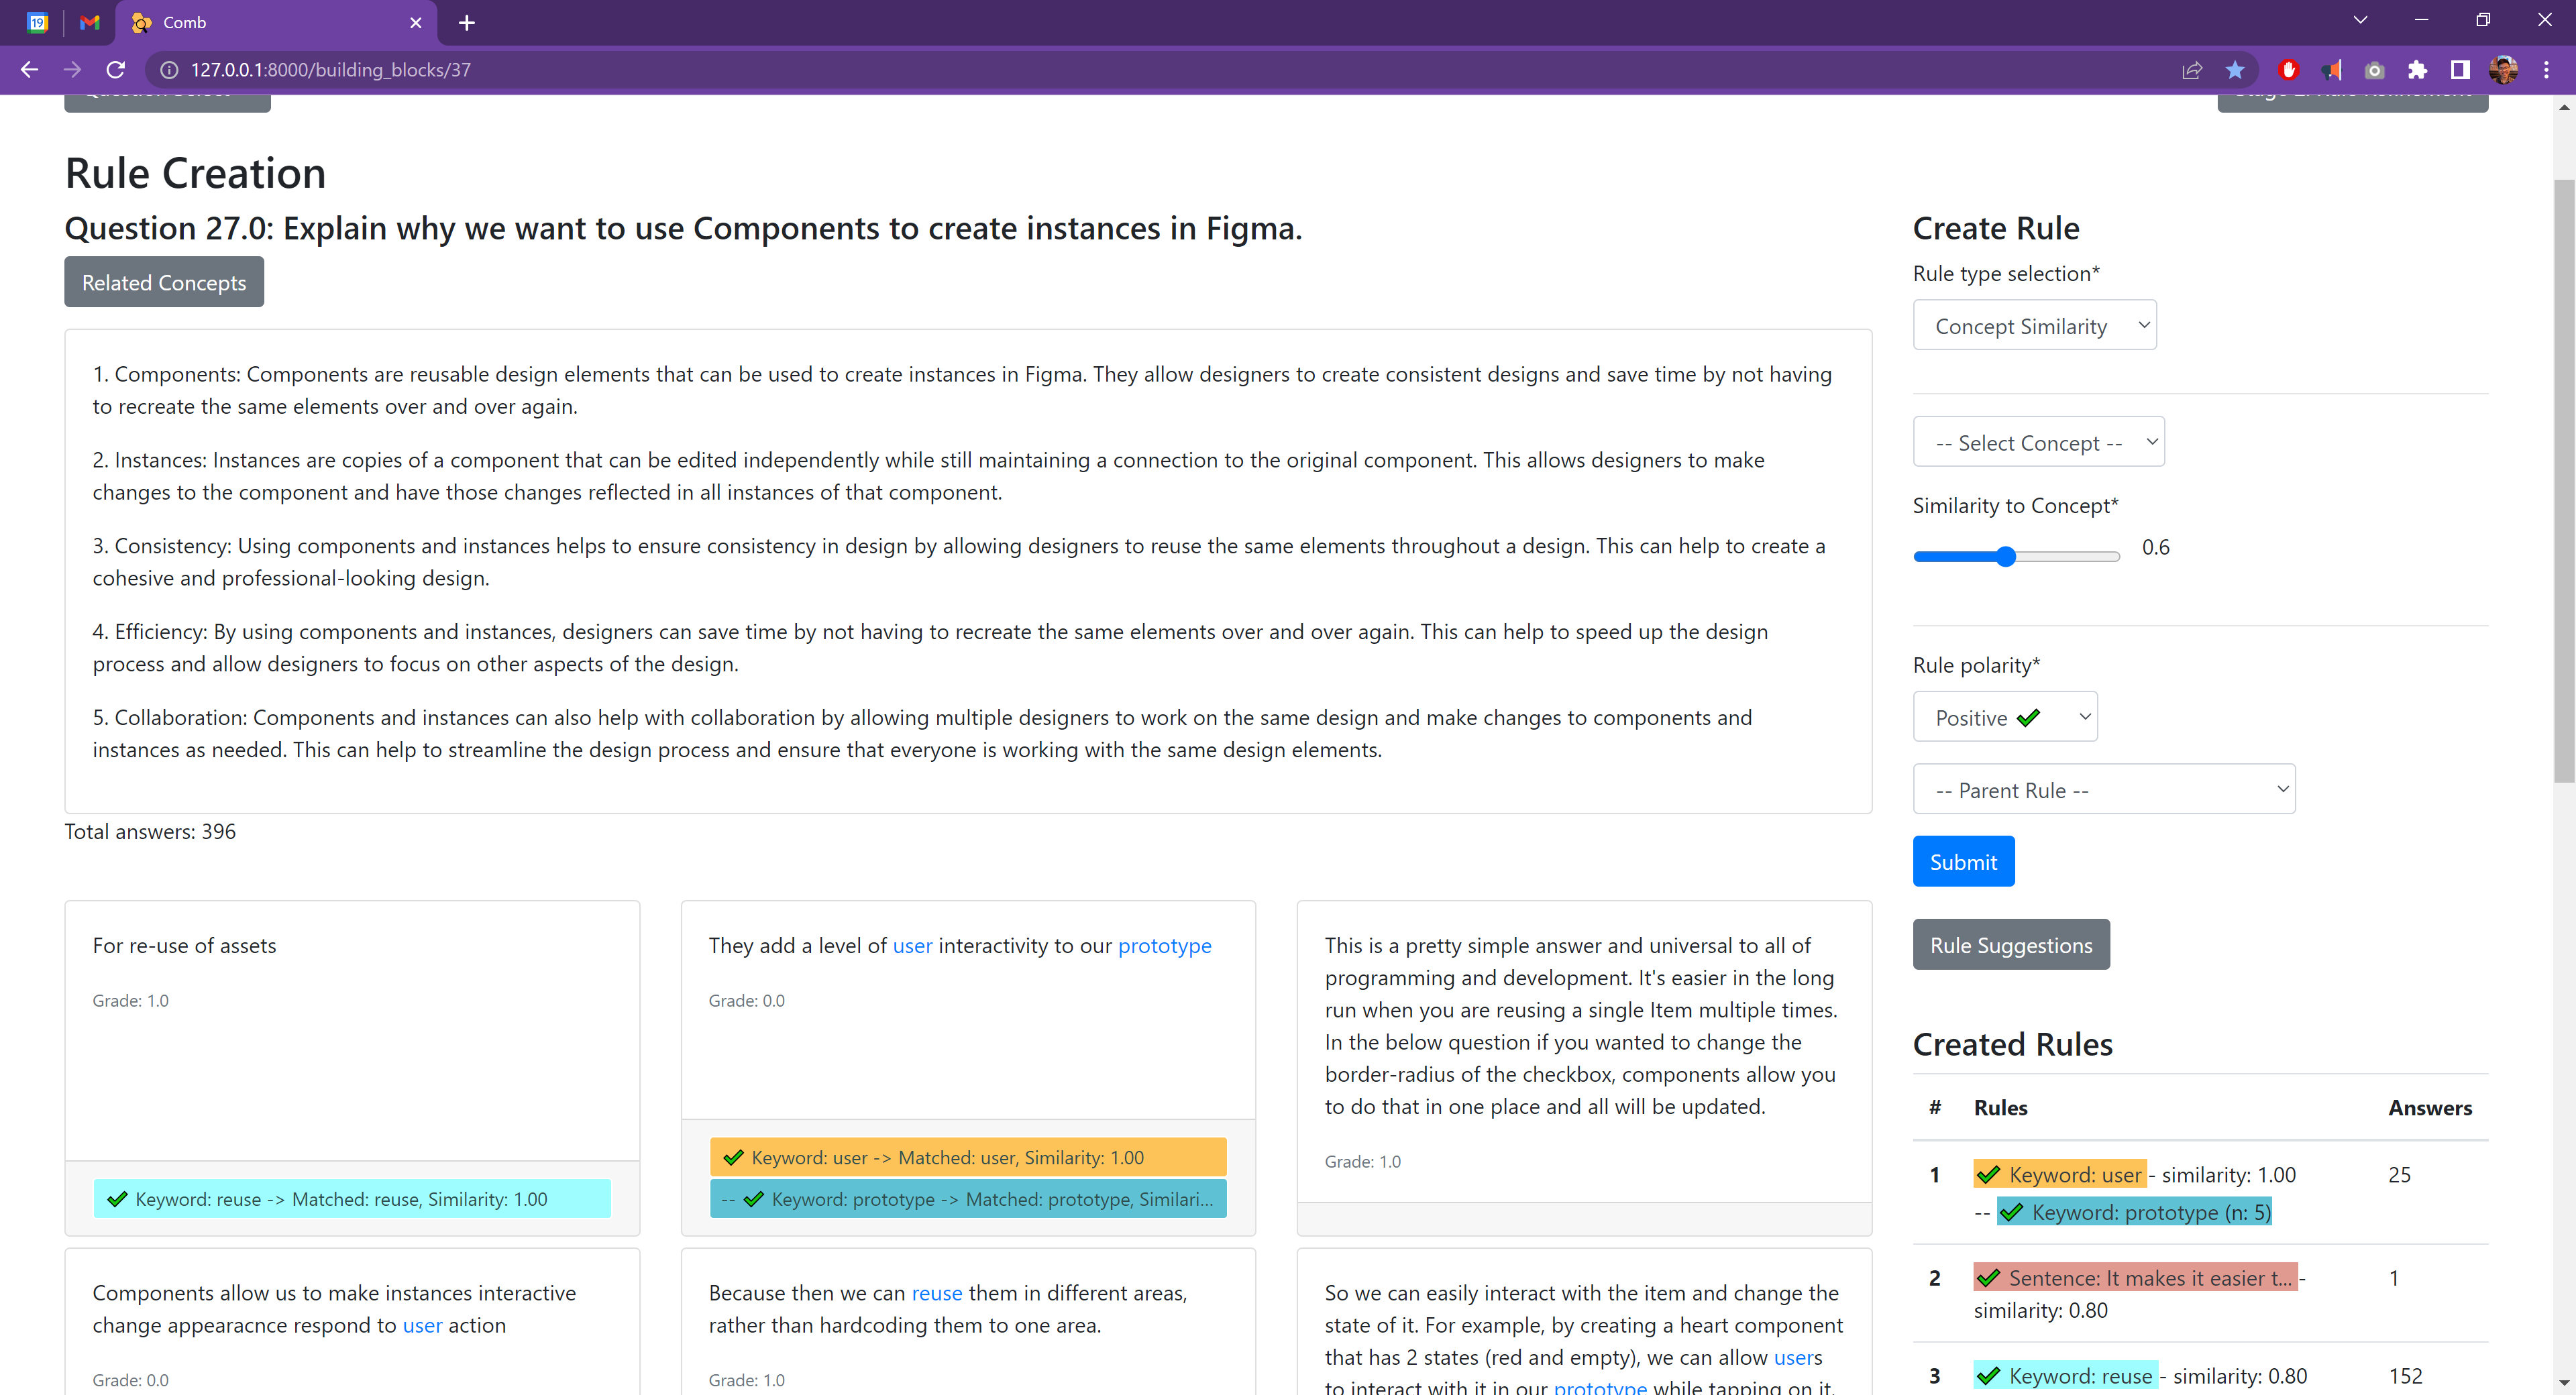 19
Comb
127.0.0.1:8000/building_blocks/37
Rule Creation
Question 27.0: Explain why we want to use Components to create instances in Figma.
Related Concepts
1. Components: Components are reusable design elements that can be used to create instances in Figma. They allow designers to create consistent designs and save time by not having
to recreate the same elements over and over again.
2. Instances: Instances are copies of a component that can be edited independently while still maintaining a connection to the original component. This allows designers to make
changes to the component and have those changes reflected in all instances of that component.
3. Consistency: Using components and instances helps to ensure consistency in design by allowing designers to reuse the same elements throughout a design. This can help to create a
cohesive and professional-looking design.
4. Efficiency: By using components and instances, designers can save time by not having to recreate the same elements over and over again. This can help to speed up the design
process and allow designers to focus on other aspects of the design.
5. Collaboration: Components and instances can also help with collaboration by allowing multiple designers to work on the same design and make changes to components and
instances as needed. This can help to streamline the design process and ensure that everyone is working with the same design elements.
Total answers: 396
For re-use of assets
Grade: 1.0
✔ Keyword: reuse -> Matched: reuse, Similarity: 1.00
They add a level of user interactivity to our prototype
Grade: 0.0
✔ Keyword: user -> Matched: user, Similarity: 1.00
-- ✔ Keyword: prototype -> Matched: prototype, Similari...
This is a pretty simple answer and universal to all of
programming and development. It's easier in the long
run when you are reusing a single Item multiple times.
In the below question if you wanted to change the
border-radius of the checkbox, components allow you
to do that in one place and all will be updated.
Grade: 1.0
Components allow us to make instances interactive
change appearacnce respond to user action
Grade: 0.0
Because then we can reuse them in different areas,
rather than hardcoding them to one area.
Grade: 1.0
So we can easily interact with the item and change the
state of it. For example, by creating a heart component
that has 2 states (red and empty), we can allow users
to interact with it in our prototype while tapping on it.
Create Rule
Rule type selection*
Concept Similarity
-- Select Concept --
Similarity to Concept*
0.6
Rule polarity*
Positive ✔
-- Parent Rule --
Submit
Rule Suggestions
Created Rules
# Rules Answers
1 ✔ Keyword: user - similarity: 1.00 25
-- ✔ Keyword: prototype (n: 5)
2 ✔ Sentence: It makes it easier t... - 1
similarity: 0.80
3 ✔ Keyword: reuse - similarity: 0.80 152